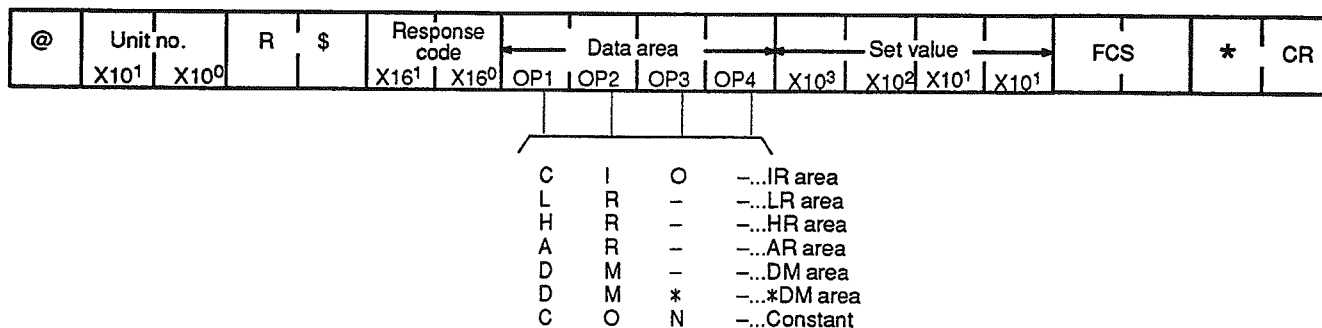 @ Unit no. R $ Response code Data area Set value FCS * CR
X10¹ X10⁰ X16¹ X16⁰ OP1 OP2 OP3 OP4 X10³ X10² X10¹ X10¹
C I O –...IR area
L R – –...LR area
H R – –...HR area
A R – –...AR area
D M – –...DM area
D M * –...*DM area
C O N –...Constant